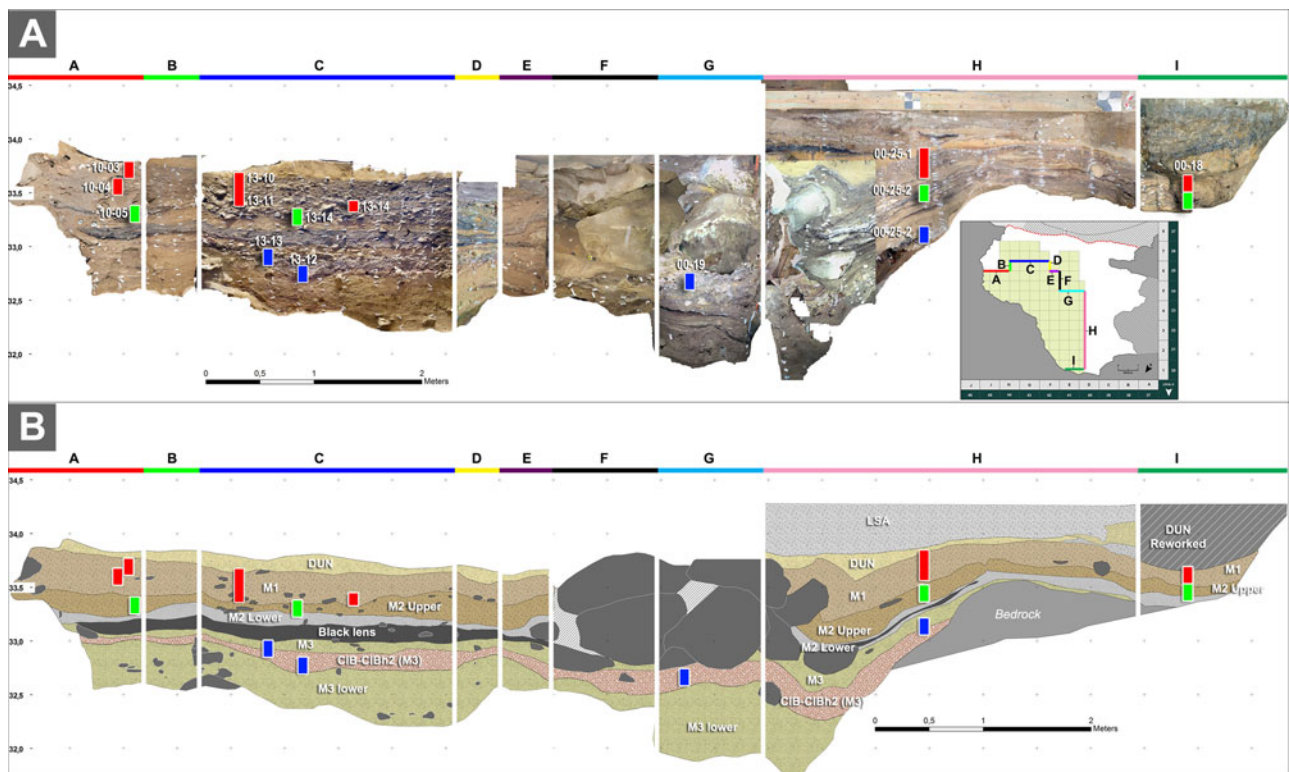 A
A B C D E F G H I
34,5
34,0
33,5
33,0
32,5
32,0
10-03
10-04
10-05
13-10
13-11
13-14
13-14
13-13
13-12
00-19
00-25-1
00-25-2
00-25-2
00-18
0 0,5 1 2
Meters
A
B
C
D
E
F
G
H
I
B
A B C D E F G H I
34,5
34,0
33,5
33,0
32,5
32,0
LSA
DUN
Reworked
DUN
DUN
M1
M1
M1
M2 Upper
M2 Upper
M2 Upper
M2 Lower
M2 Lower
Black lens
Bedrock
M3
M3
CIB-CIBh2 (M3)
CIB-CIBh2 (M3)
M3 lower
M3 lower
0 0,5 1 2
Meters